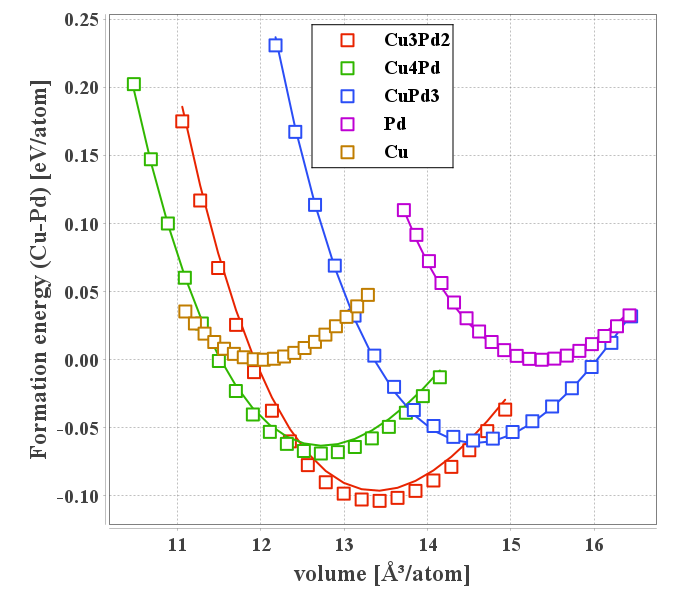 Formation energy (Cu-Pd) [eV/atom]
0.25
0.20
0.15
0.10
0.05
0.00
-0.05
-0.10
Cu3Pd2
Cu4Pd
CuPd3
Pd
Cu
11 12 13 14 15 16
volume [Å³/atom]